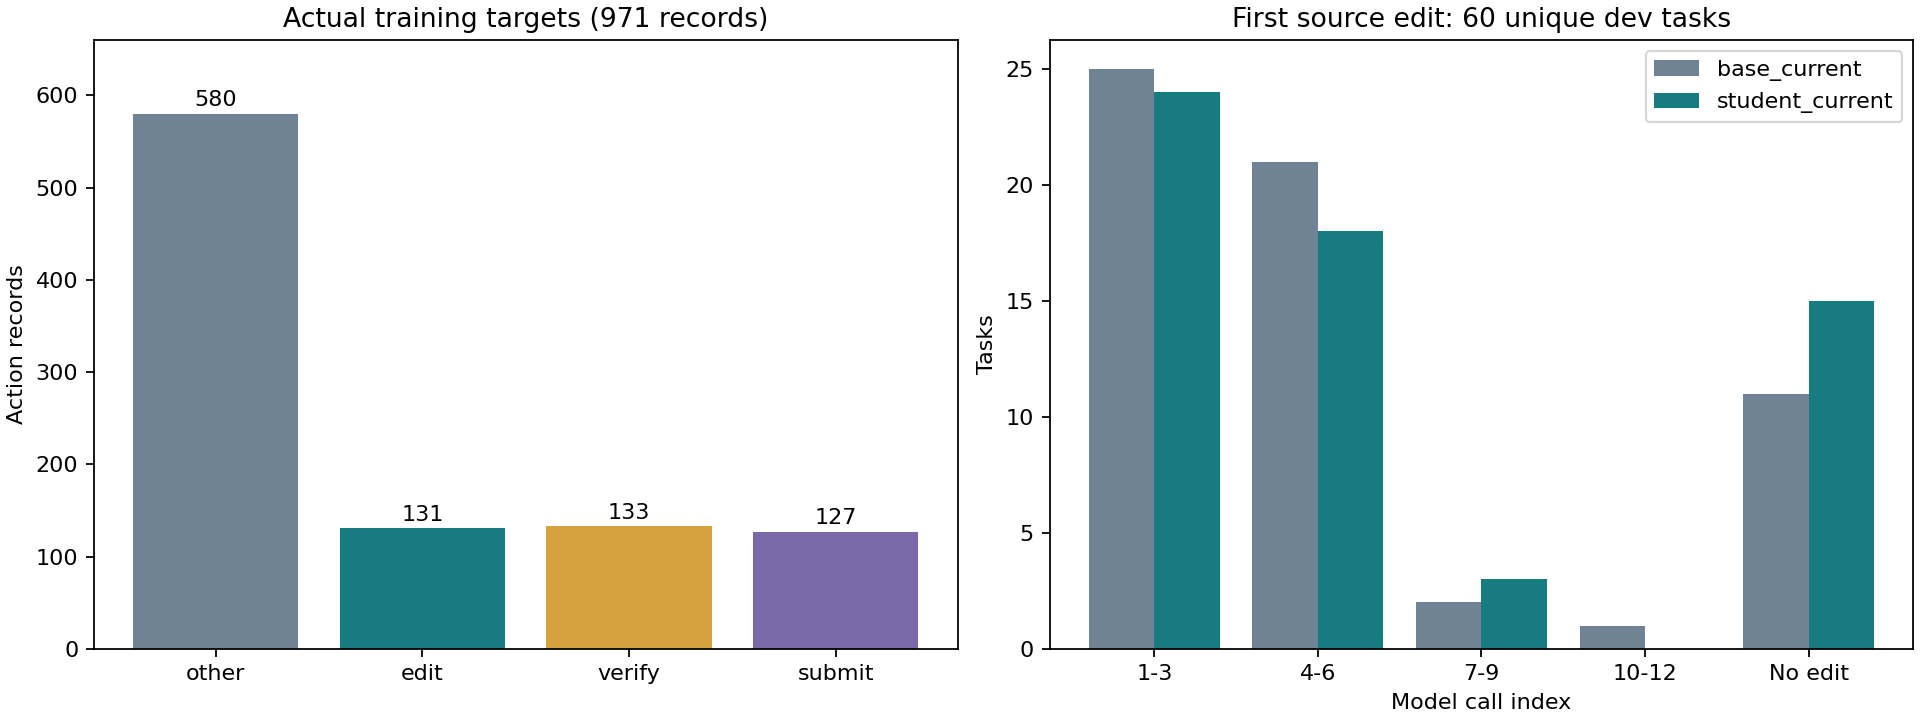 Actual training targets (971 records)
Action records
600
500
400
300
200
100
0
580
131
133
127
other
edit
verify
submit
First source edit: 60 unique dev tasks
base_current
student_current
Tasks
25
20
15
10
5
0
1-3
4-6
7-9
10-12
No edit
Model call index